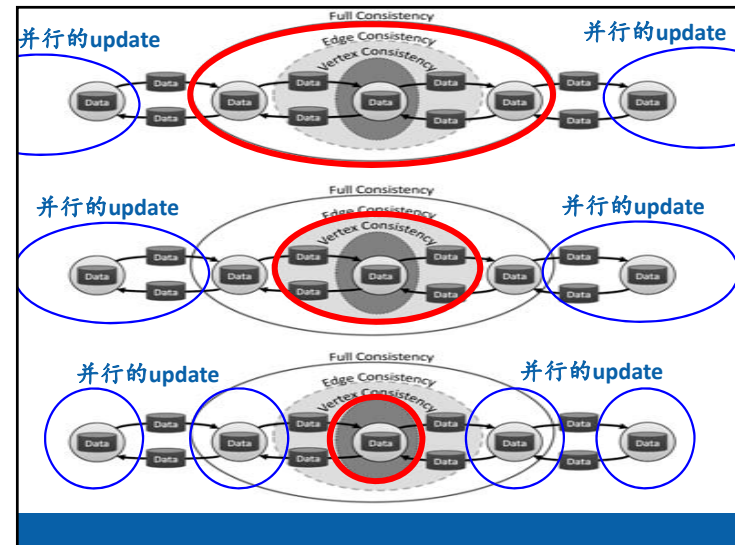 Full Consistency
并行的update
并行的update
Edge Consistency
Vertex Consistency
Data
Data
Data
Data
Data
Data
Data
Data
Data
Data
Data
Data
Data
Full Consistency
并行的update
并行的update
Edge Consistency
Vertex Consistency
Data
Data
Data
Data
Data
Data
Data
Data
Data
Data
Data
Data
Data
Full Consistency
并行的update
并行的update
Edge Consistency
Vertex Consistency
Data
Data
Data
Data
Data
Data
Data
Data
Data
Data
Data
Data
Data